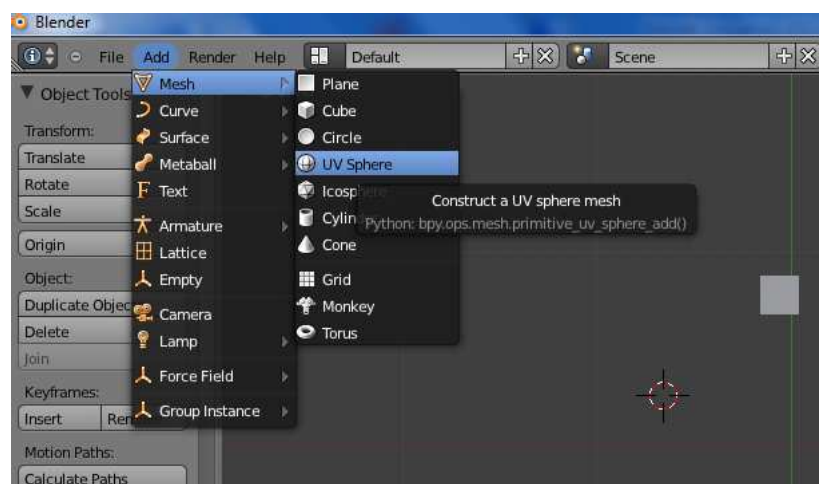 Blender
File Add Render Help Default Scene
Object Tools
Transform:
Translate
Rotate
Scale
Origin
Object:
Duplicate Objec
Delete
Join
Keyframes:
Insert
Motion Paths:
Calculate Paths
Mesh
Curve
Surface
Metaball
Text
Armature
Lattice
Empty
Camera
Lamp
Force Field
Group Instance
Plane
Cube
Circle
UV Sphere
Icosph
Cylin
Cone
Grid
Monkey
Torus
Construct a UV sphere mesh
Python: bpy.ops.mesh.primitive_uv_sphere_add()